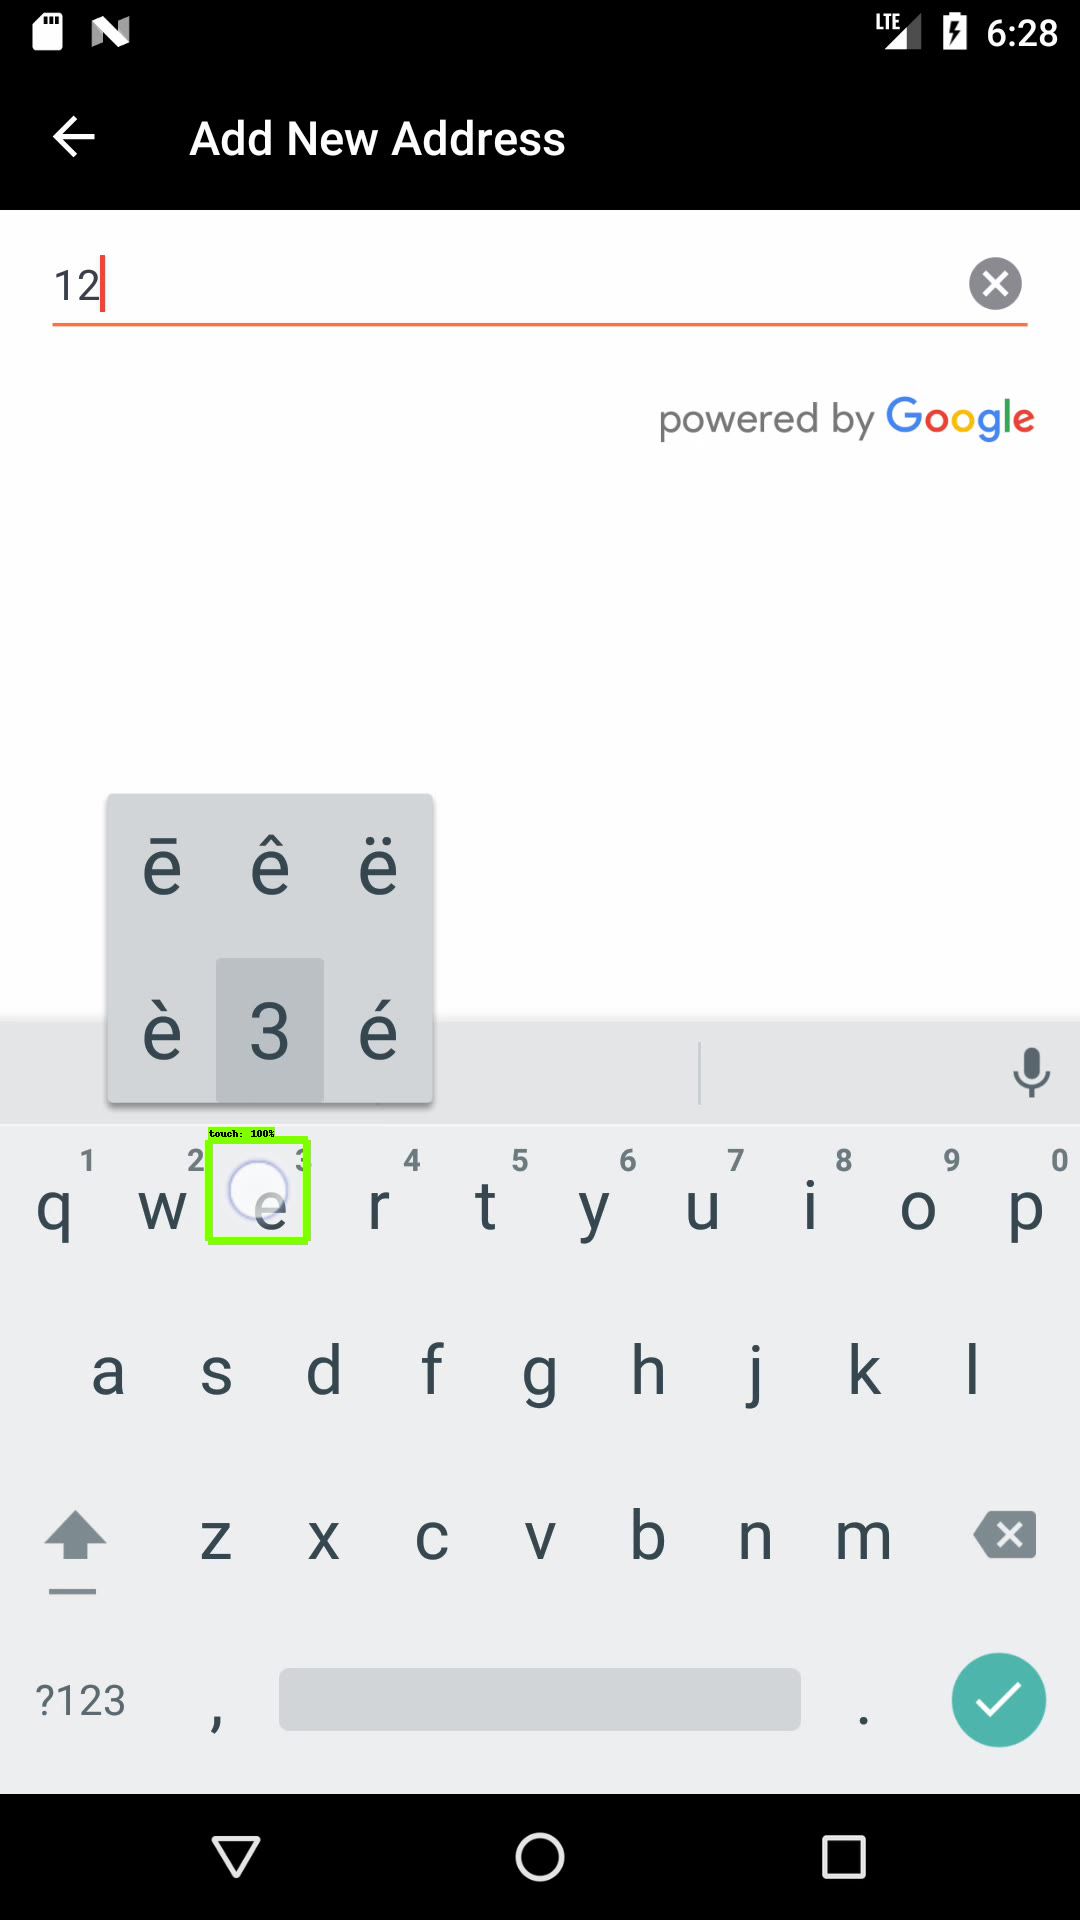 LTE 6:28
Add New Address
12
powered by Google
ē ê ë
è 3 é
touch: 100%
1 2 3 4 5 6 7 8 9 0
q w e r t y u i o p
a s d f g h j k l
z x c v b n m
?123 , .